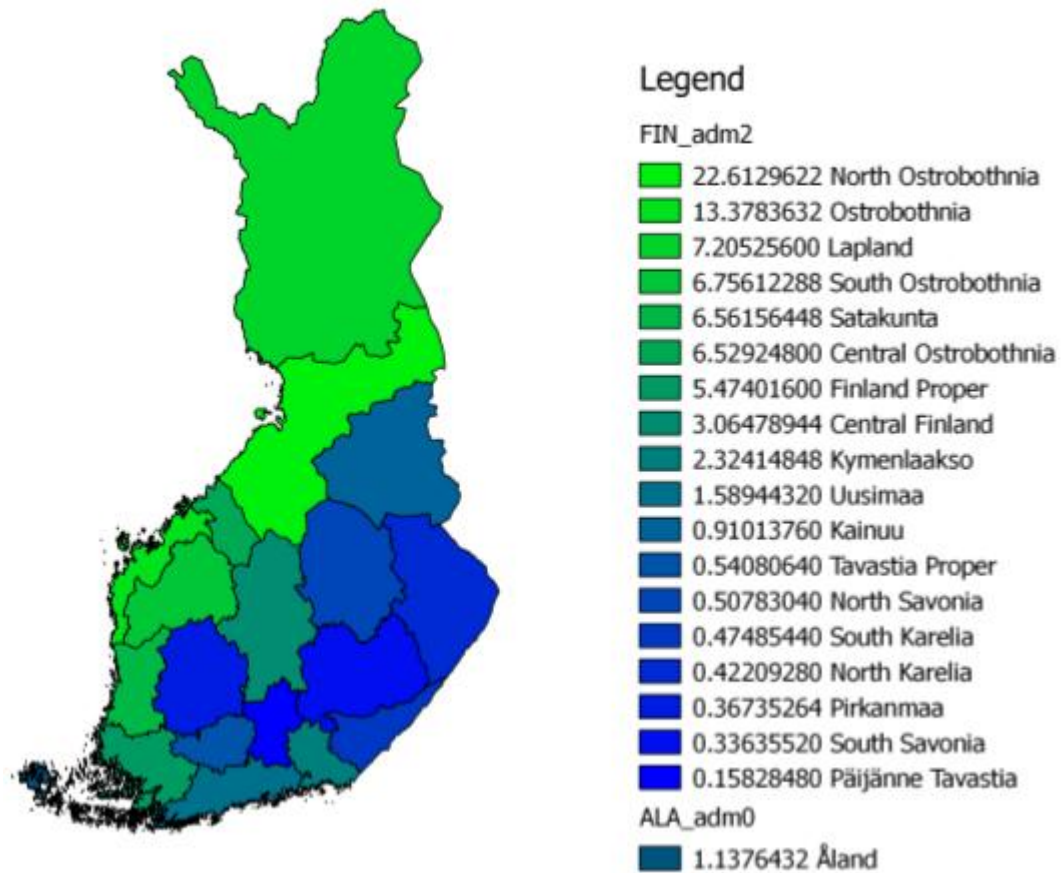 Legend
FIN_adm2
22.6129622 North Ostrobothnia
13.3783632 Ostrobothnia
7.20525600 Lapland
6.75612288 South Ostrobothnia
6.56156448 Satakunta
6.52924800 Central Ostrobothnia
5.47401600 Finland Proper
3.06478944 Central Finland
2.32414848 Kymenlaakso
1.58944320 Uusimaa
0.91013760 Kainuu
0.54080640 Tavastia Proper
0.50783040 North Savonia
0.47485440 South Karelia
0.42209280 North Karelia
0.36735264 Pirkanmaa
0.33635520 South Savonia
0.15828480 Päijänne Tavastia
ALA_adm0
1.1376432 Åland